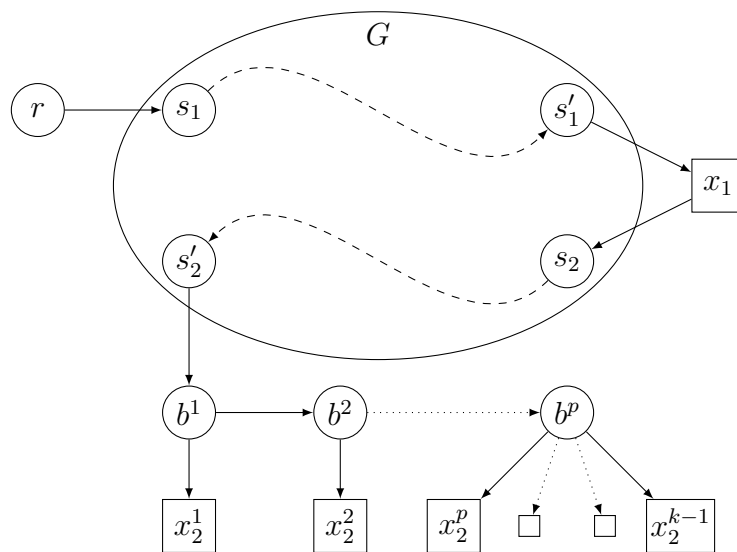 G
r
s₁
s′₁
x₁
s′₂
s₂
b¹
b²
bᵖ
x₂¹
x₂²
x₂ᵖ
x₂ᵏ⁻¹